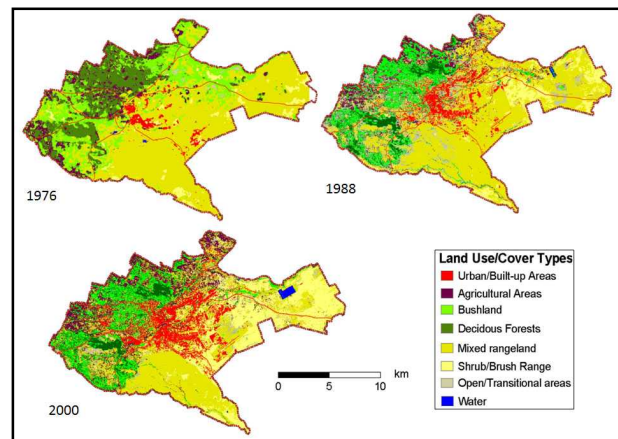 1976
1988
2000
Land Use/Cover Types
Urban/Built-up Areas
Agricultural Areas
Bushland
Decidous Forests
Mixed rangeland
Shrub/Brush Range
Open/Transitional areas
Water
km
0 5 10